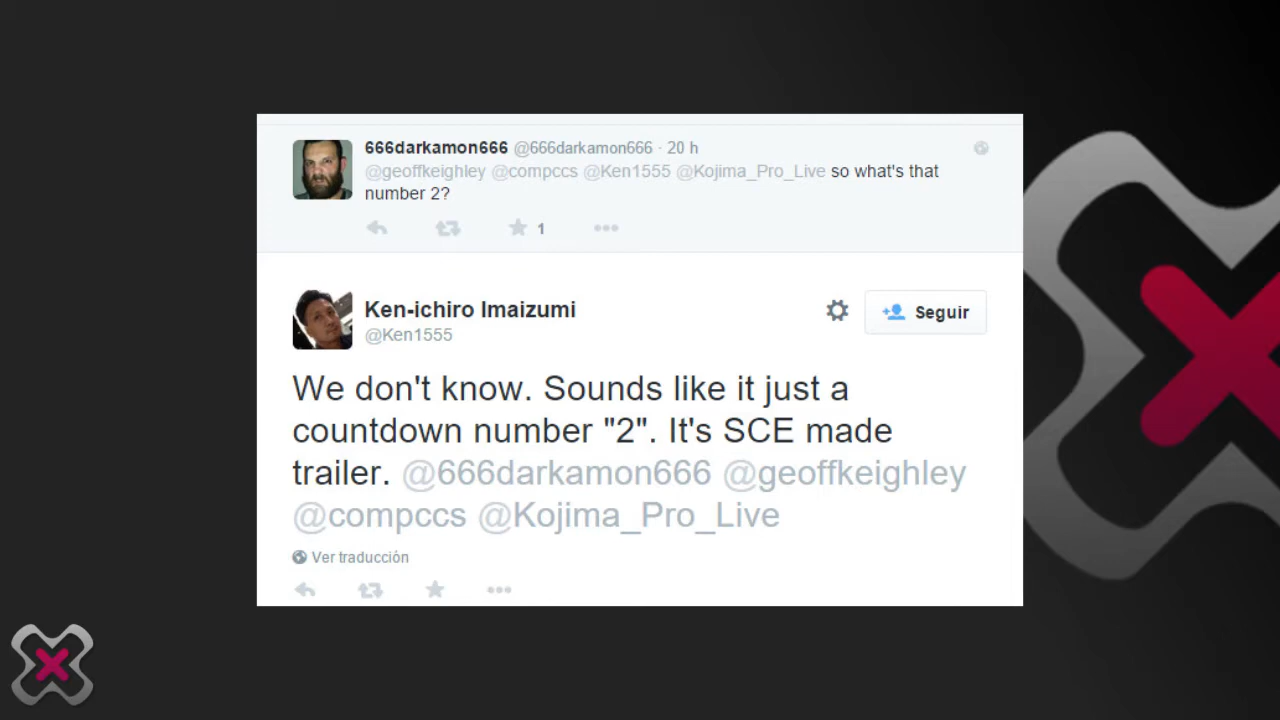 666darkamon666 @666darkamon666 · 20 h
@geoffkeighley @compccs @Ken1555 @Kojima_Pro_Live so what's that
number 2?
1
Ken-ichiro Imaizumi
@Ken1555
Seguir
We don't know. Sounds like it just a
countdown number "2". It's SCE made
trailer. @666darkamon666 @geoffkeighley
@compccs @Kojima_Pro_Live
Ver traducción